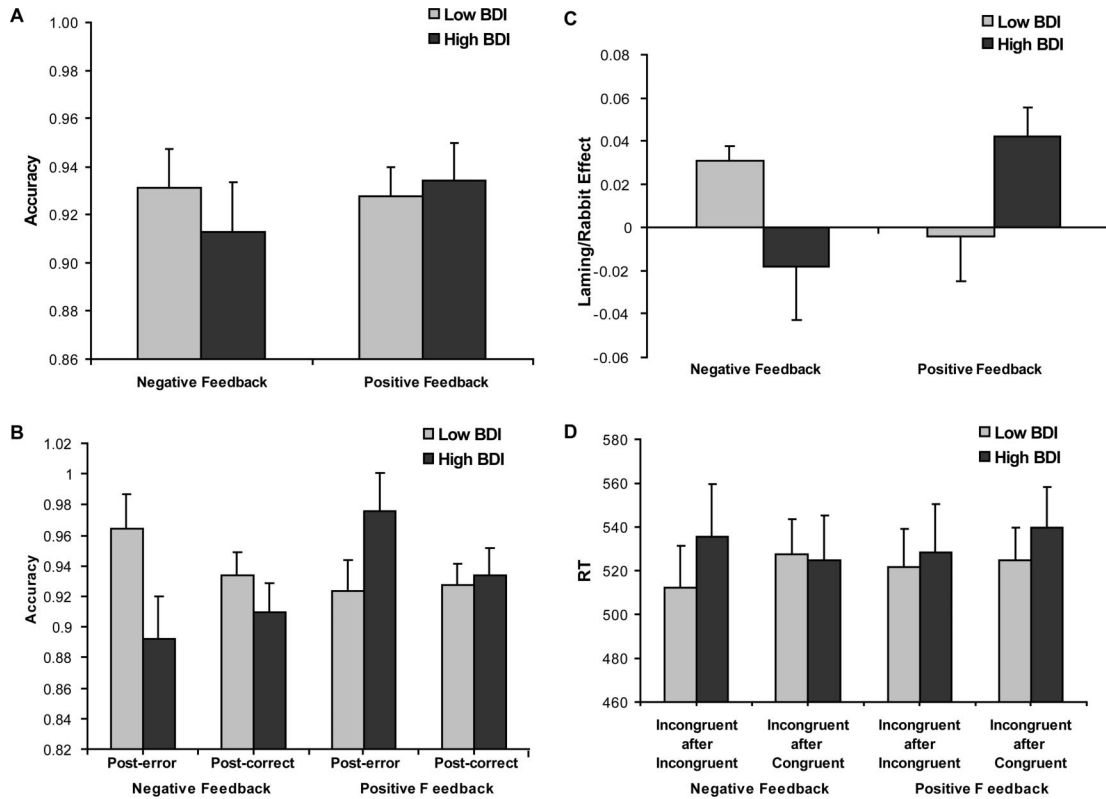 A
Low BDI
High BDI
1.00
0.98
0.96
0.94
0.92
0.90
0.88
0.86
Accuracy
Negative Feedback
Positive Feedback
C
Low BDI
High BDI
0.08
0.06
0.04
0.02
0
-0.02
-0.04
-0.06
Laming/Rabbit Effect
Negative Feedback
Positive Feedback
B
Low BDI
High BDI
1.02
1
0.98
0.96
0.94
0.92
0.9
0.88
0.86
0.84
0.82
Accuracy
Post-error
Post-correct
Post-error
Post-correct
Negative Feedback
Positive F eedback
D
Low BDI
High BDI
580
560
540
520
500
480
460
RT
Incongruent
after
Incongruent
Incongruent
after
Congruent
Incongruent
after
Incongruent
Incongruent
after
Congruent
Negative Feedback
Positive F eedback